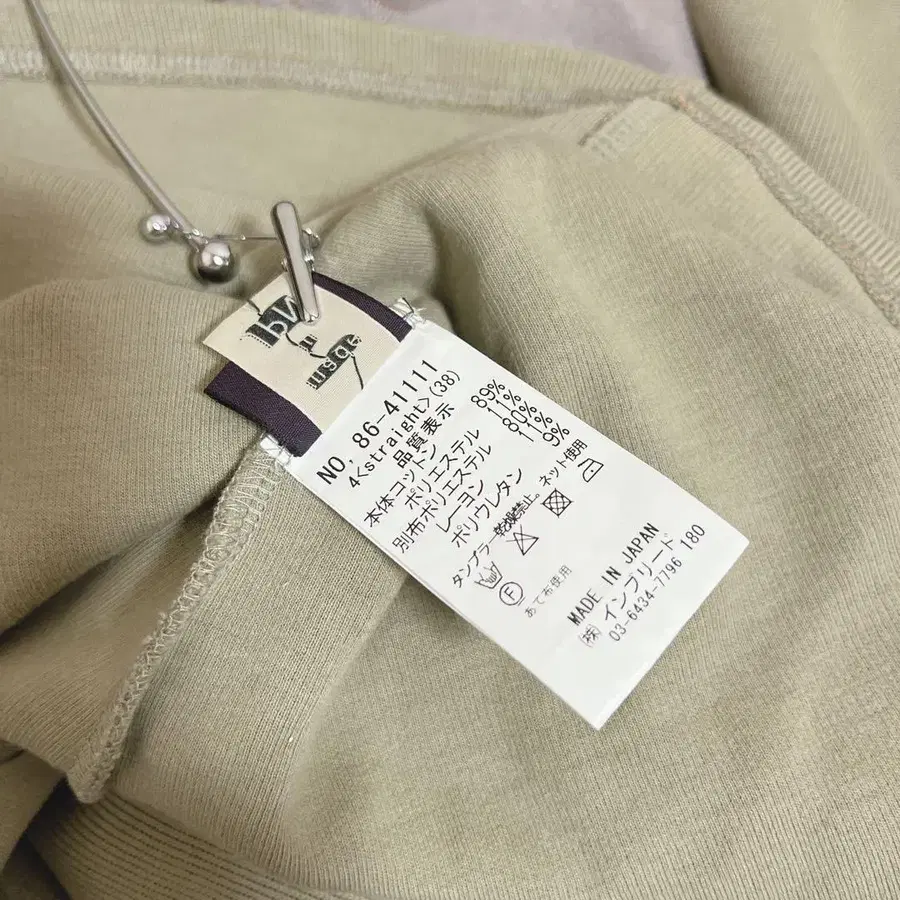 NO, 86-41111
4<straight>(38)
品質表示
本体コットン 89%
ポリエステル 11%
別布ポリエステル 80%
レーヨン 11%
ポリウレタン 9%
タンブラー乾燥禁止。ネット使用
F
あて布使用
MADE IN JAPAN
㈱インブリード
03-6434-7796 180